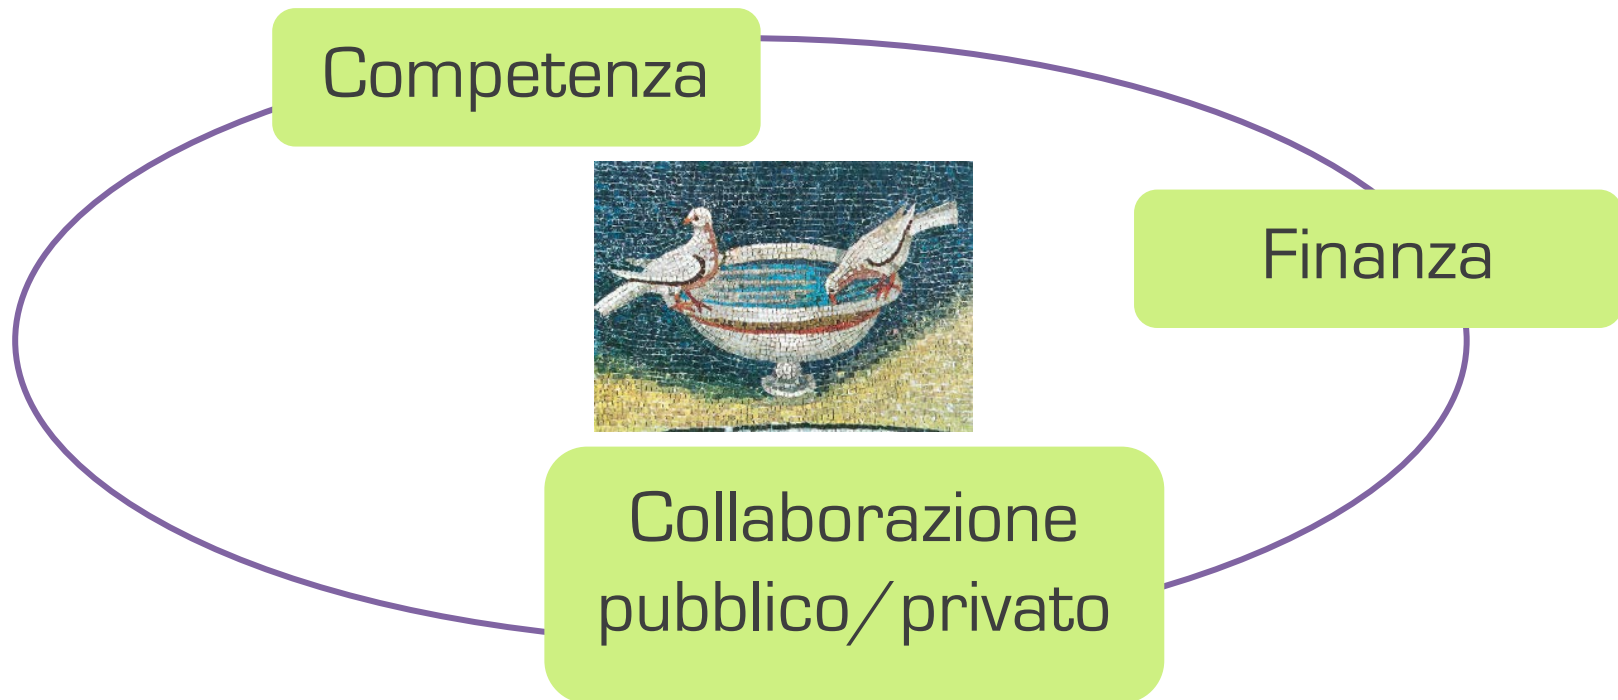 Competenza
Finanza
Collaborazione
pubblico/privato